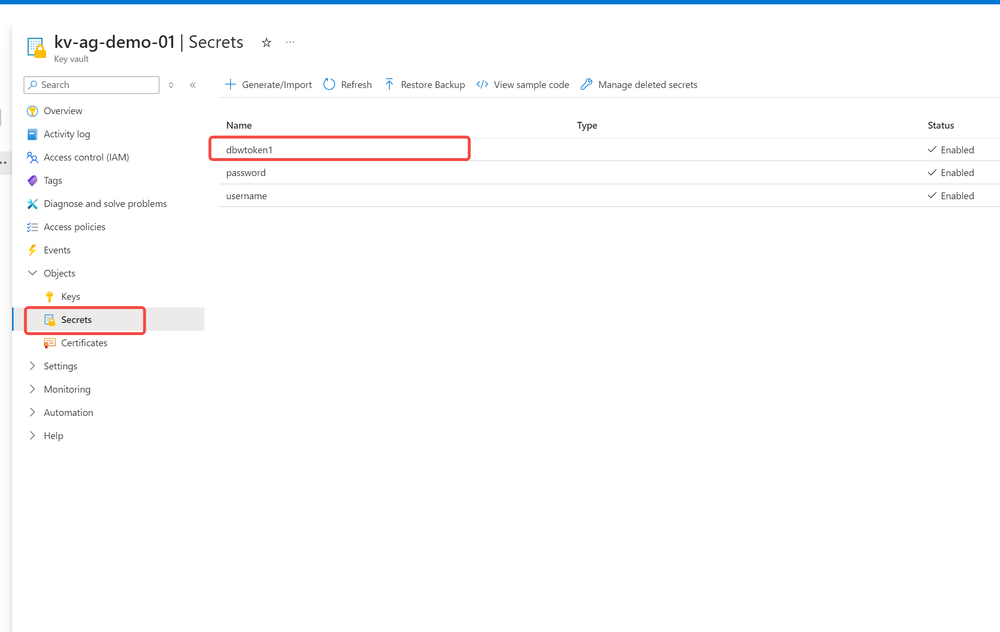 kv-ag-demo-01 | Secrets
Key vault
Search
Generate/Import Refresh Restore Backup View sample code Manage deleted secrets
Overview
Activity log
Access control (IAM)
Tags
Diagnose and solve problems
Access policies
Events
Objects
Keys
Secrets
Certificates
Settings
Monitoring
Automation
Help
Name Type Status
dbwtoken1 Enabled
password Enabled
username Enabled